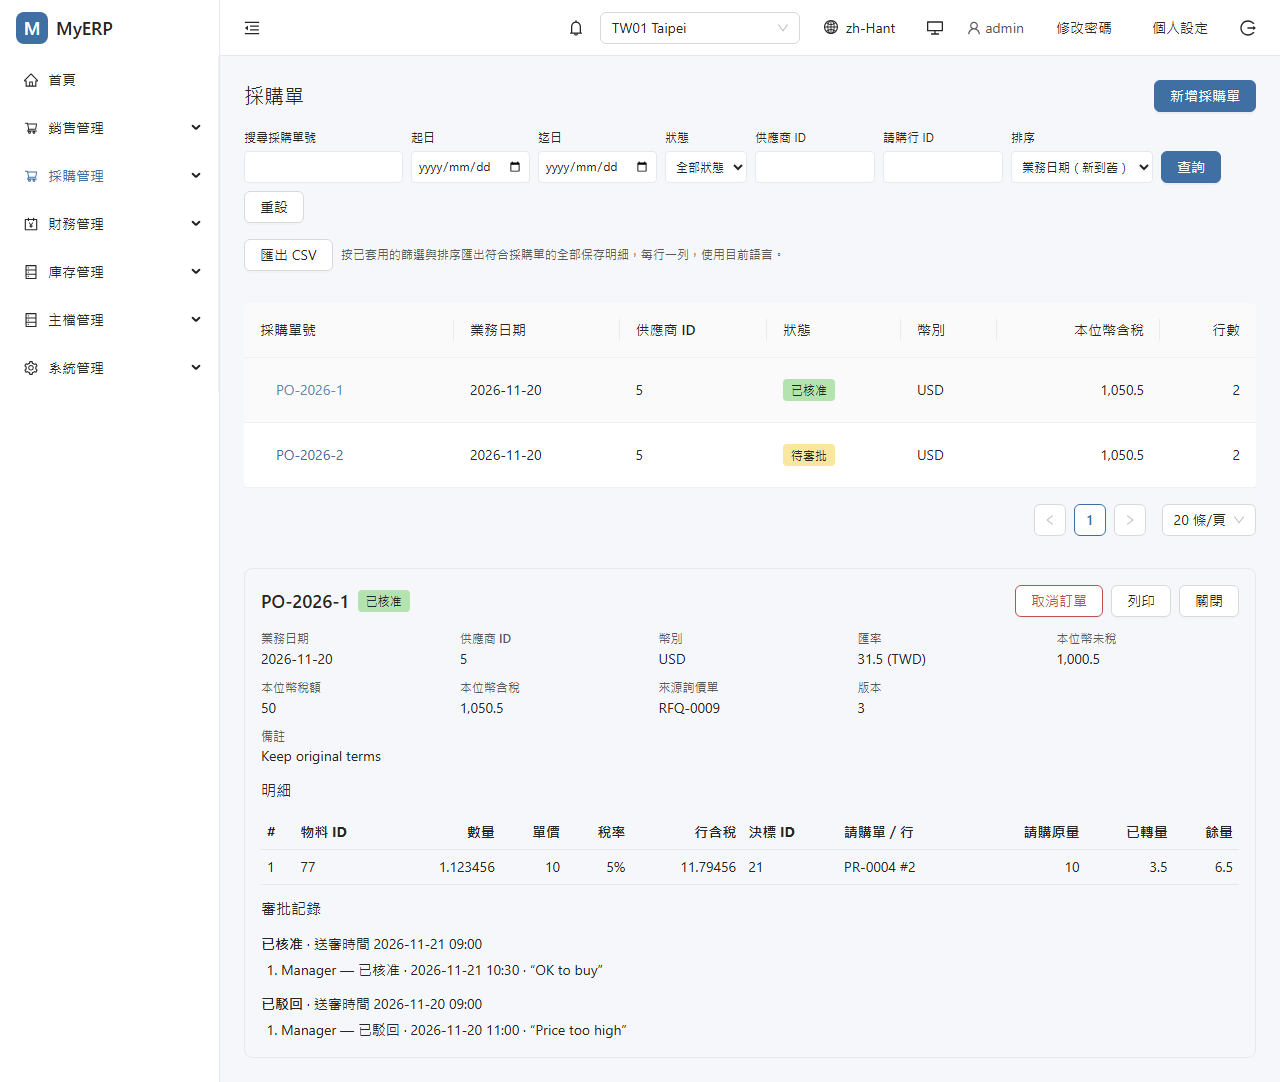 M MyERP
TW01 Taipei
zh-Hant
admin
修改密碼
個人設定
首頁
銷售管理
採購管理
財務管理
庫存管理
主檔管理
系統管理
採購單
新增採購單
搜尋採購單號 起日 迄日 狀態 供應商 ID 請購行 ID 排序
yyyy/mm/dd yyyy/mm/dd 全部狀態 業務日期（新到舊） 查詢
重設
匯出 CSV 按已套用的篩選與排序匯出符合採購單的全部保存明細，每行一列，使用目前語言。
採購單號 業務日期 供應商 ID 狀態 幣別 本位幣含稅 行數
PO-2026-1 2026-11-20 5 已核准 USD 1,050.5 2
PO-2026-2 2026-11-20 5 待審批 USD 1,050.5 2
< 1 > 20 條/頁
PO-2026-1 已核准 取消訂單 列印 關閉
業務日期 供應商 ID 幣別 匯率 本位幣未稅
2026-11-20 5 USD 31.5 (TWD) 1,000.5
本位幣稅額 本位幣含稅 來源詢價單 版本
50 1,050.5 RFQ-0009 3
備註
Keep original terms
明細
# 物料 ID 數量 單價 稅率 行含稅 決標 ID 請購單 / 行 請購原量 已轉量 餘量
1 77 1.123456 10 5% 11.79456 21 PR-0004 #2 10 3.5 6.5
審批記錄
已核准 · 送審時間 2026-11-21 09:00
1. Manager — 已核准 · 2026-11-21 10:30 · “OK to buy”
已駁回 · 送審時間 2026-11-20 09:00
1. Manager — 已駁回 · 2026-11-20 11:00 · “Price too high”